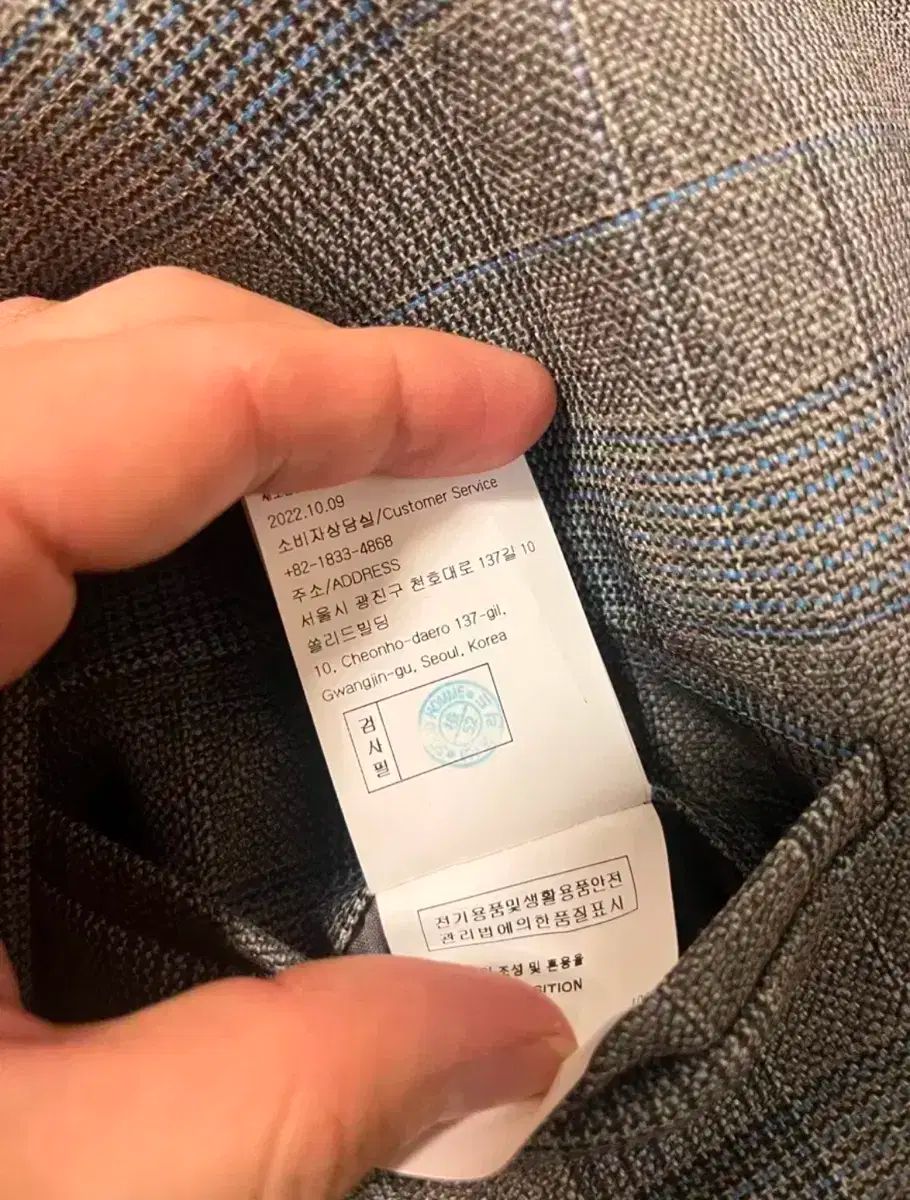 2022.10.09
소비자상담실/Customer Service
+82-1833-4868
주소/ADDRESS
서울시 광진구 천호대로 137길 10
쏠리드빌딩
10, Cheonho-daero 137-gil,
Gwangjin-gu, Seoul, Korea
검사필
HOMME
전기용품및생활용품안전
관리법에의한품질표시
조성 및 혼용율